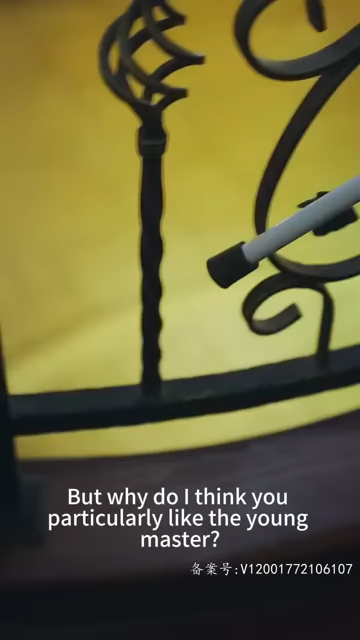 But why do I think you
particularly like the young
master?
备案号:V12001772106107